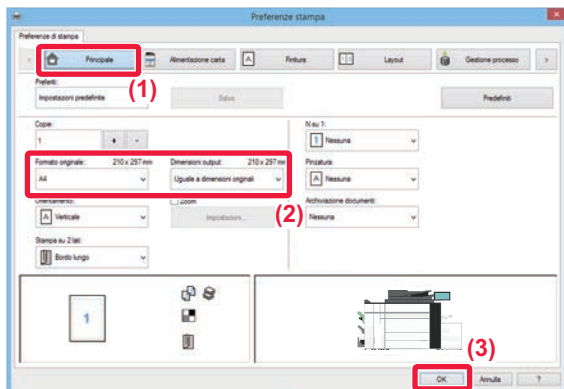 Preferenze stampa
Preferenze di stampa
Principale
Alimentazione carta
Finitura
Layout
Gestione processo
(1)
Preferiti:
Impostazioni predefinite
Salva
Predefiniti
Copie:
1
N su 1:
1 Nessuna
Formato originale: 210 x 297 mm
Dimensioni output: 210 x 297 mm
Pinzatura:
A4
Uguale a dimensioni originali
A Nessuna
(2)
Orientamento:
Zoom
Archiviazione documenti:
A Verticale
Impostazioni...
Nessuna
Stampa su 2 lati:
Bordo lungo
1
(3)
OK
Annulla
?